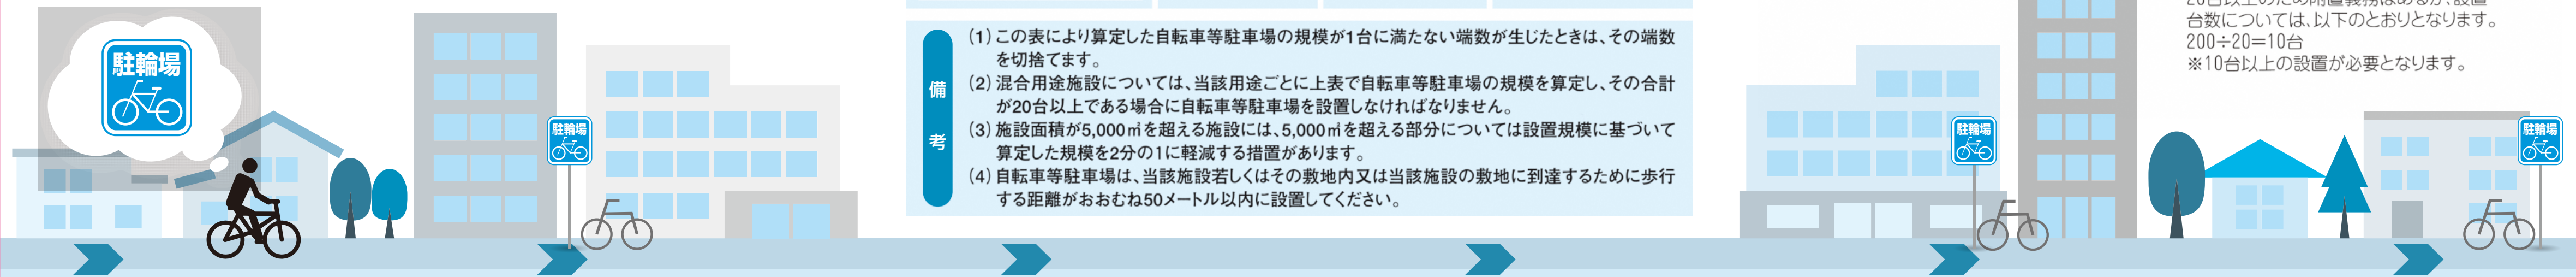 駐輪場
駐輪場
備考
(1)この表により算定した自転車等駐車場の規模が1台に満たない端数が生じたときは、その端数
を切捨てます。
(2)混合用途施設については、当該用途ごとに上表で自転車等駐車場の規模を算定し、その合計
が20台以上である場合に自転車等駐車場を設置しなければなりません。
(3)施設面積が5,000㎡を超える施設には、5,000㎡を超える部分については設置規模に基づいて
算定した規模を2分の1に軽減する措置があります。
(4)自転車等駐車場は、当該施設若しくはその敷地内又は当該施設の敷地に到達するために歩行
する距離がおおむね50メートル以内に設置してください。
台数については、以下のとおりとなります。
200÷20=10台
※10台以上の設置が必要となります。
駐輪場
駐輪場